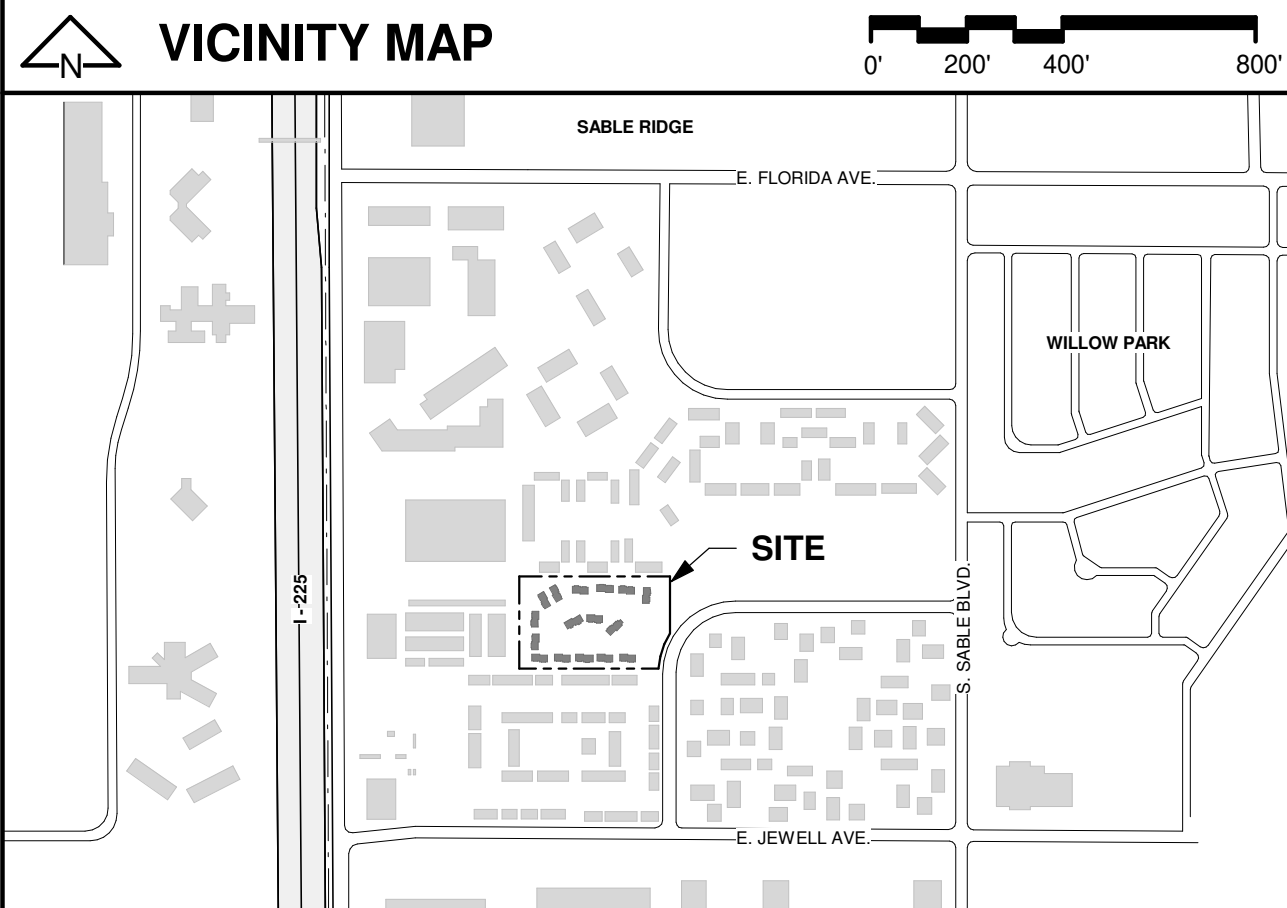 N
VICINITY MAP
0' 200' 400' 800'
SABLE RIDGE
E. FLORIDA AVE.
WILLOW PARK
SITE
I - 225
S. SABLE BLVD.
E. JEWELL AVE.